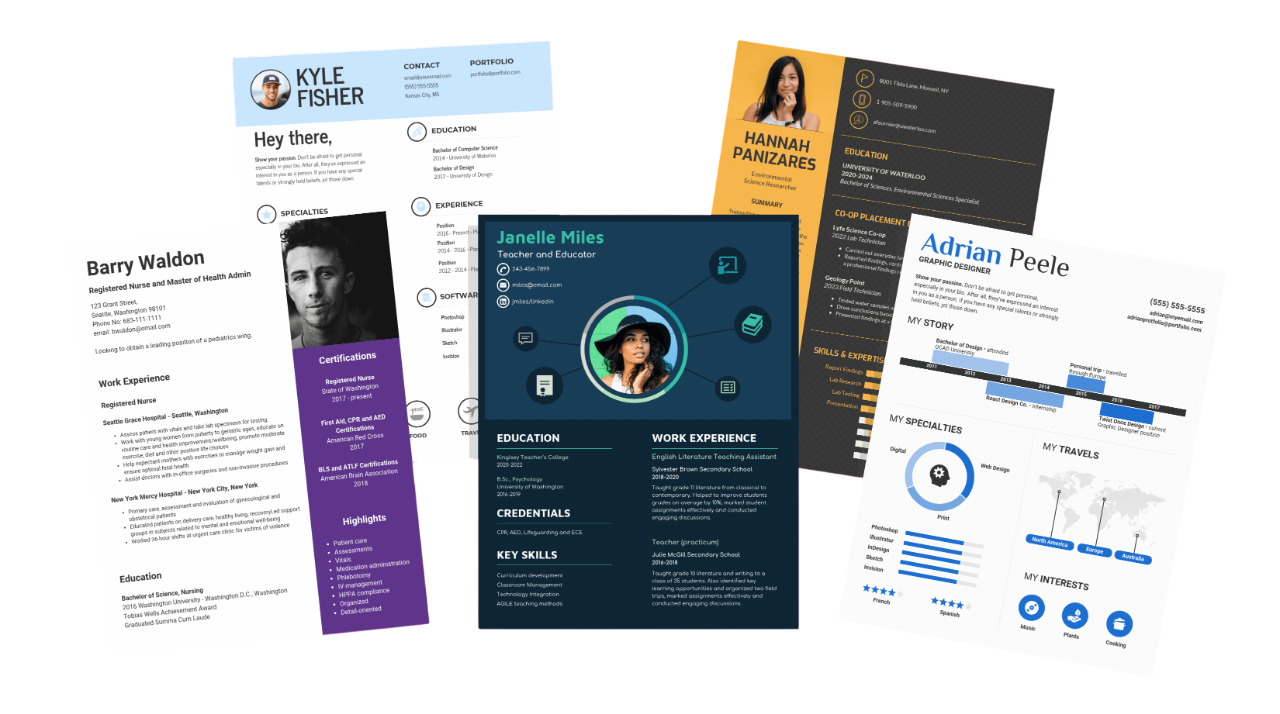 KYLE
FISHER
CONTACT
email@youremail.com
(555) 555-5555
Kansas City, MS
PORTFOLIO
portfolio@portfolio.com
Hey there,
Show your passion. Don't be afraid to get personal,
especially in your bio. After all, they've expressed an
interest in you as a person. If you have any special
talents or strongly held beliefs, jot those down.
SPECIALTIES
EDUCATION
Bachelor of Computer Science
2014 - University of Waterloo
Bachelor of Design
2012 - University of Design
EXPERIENCE
Position
2016 - Present -
Position
2014 - 2016 -
Position
2012 - 2014 -
SOFTWAR
Photoshop
Illustrator
Sketch
Invision
FOOD
TRAV
HANNAH
PANIZARES
Environmental
Science Researcher
SUMMARY
8001 Tilda Lane, Monsell, NY
1-905-509-5900
afournier@uwaterloo.com
EDUCATION
UNIVERSITY OF WATERLOO
2020-2024
Bachelor of Sciences, Environmental Sciences Specialist
CO-OP PLACEMENT
Lyfe Science Co-op
2022 Lab Technician
Carried out everyday
Reported findings,
a professional findings
Geology Point
2023 Field Technician
Tested water samples
Draw conclusions
Presented findings at
SKILLS & EXPERTIS
Report Findings
Lab Research
Lab Testing
Presentation
Barry Waldon
Registered Nurse and Master of Health Admin
123 Grant Street,
Seattle, Washington 98101
Phone No: 683-111-1111
email: bwaldon@email.com
Looking to obtain a leading position of a pediatrics wing.
Work Experience
Registered Nurse
Seattle Grace Hospital - Seattle, Washington
Assess patient with vitals and take lab specimens for testing
Work with young women from puberty to geriatric ages, educate on
routine care and health improvement/wellbeing, promote moderate
exercise, diet and other positive life choices
Help expectant mothers with exercises to manage weight gain and
ensure optimal fetal health
Assist doctors with in-office surgeries and non-invasive procedures
New York Mercy Hospital - New York City, New York
Primary care, assessment and evaluation of gynecological and
obstetrical patients
Educated patients on delivery care, healthy living, recovery. Led support
groups in subjects related to mental and emotional well-being
Worked 96 hour shifts at urgent care clinic for victims of violence
Education
Bachelor of Science, Nursing
2016 Washington University - Washington D.C., Washington
Tobias Wells Achievement Award
Graduated Summa Cum Laude
Certifications
Registered Nurse
State of Washington
2017 - present
First Aid, CPR and AED
Certifications
American Red Cross
2017
BLS and ATLF Certifications
American Brain Association
2018
Highlights
Patient care
Assessments
Vitals
Medication administration
Phlebotomy
IV management
HPPA compliance
Organized
Detail-oriented
Janelle Miles
Teacher and Educator
243-456-7899
jmiles@email.com
jmiles/linkedin
EDUCATION
Kinglssy Teacher's College
2020-2022
B.Sc., Psychology
University of Washington
2016-2019
CREDENTIALS
CPR, AED, Lifeguarding and ECE
KEY SKILLS
Curriculum development
Classroom Management
Technology Integration
AGILE teaching methods
WORK EXPERIENCE
English Literature Teaching Assistant
Sylvester Brown Secondary School
2018-2020
Taught grade 11 literature from classical to
contemporary. Helped to improve students
grades on average by 10%, marked student
assignments effectively and conducted
engaging discussions.
Teacher (practicum)
Julie McGill Secondary School
2016-2018
Taught grade 10 literature and writing to a
class of 35 students. Also identified key
learning opportunities and organized two field
trips, marked assignments effectively and
conducted engaging discussions.
Adrian Peele
GRAPHIC DESIGNER
Show your passion. Don't be afraid to get personal,
especially in your bio. After all, they've expressed an interest
in you as a person. If you have any special talents or strongly
held beliefs, jot those down.
(555) 555-5555
adrian@myemail.com
adrianportfolio@portfolio.com
MY STORY
Bachelor of Design - attended
OCAD University
Personal trip - travelled
through Europe
2011
2012
2013
2014
2015
2016
2017
React Design Co. - internship
Twist Onco Design - current
Graphic Designer position
MY SPECIALTIES
Digital
Web Design
Print
Photoshop
Illustrator
InDesign
Sketch
Invision
French
Spanish
MY TRAVELS
North America
Europe
Australia
MY INTERESTS
Music
Plants
Cooking